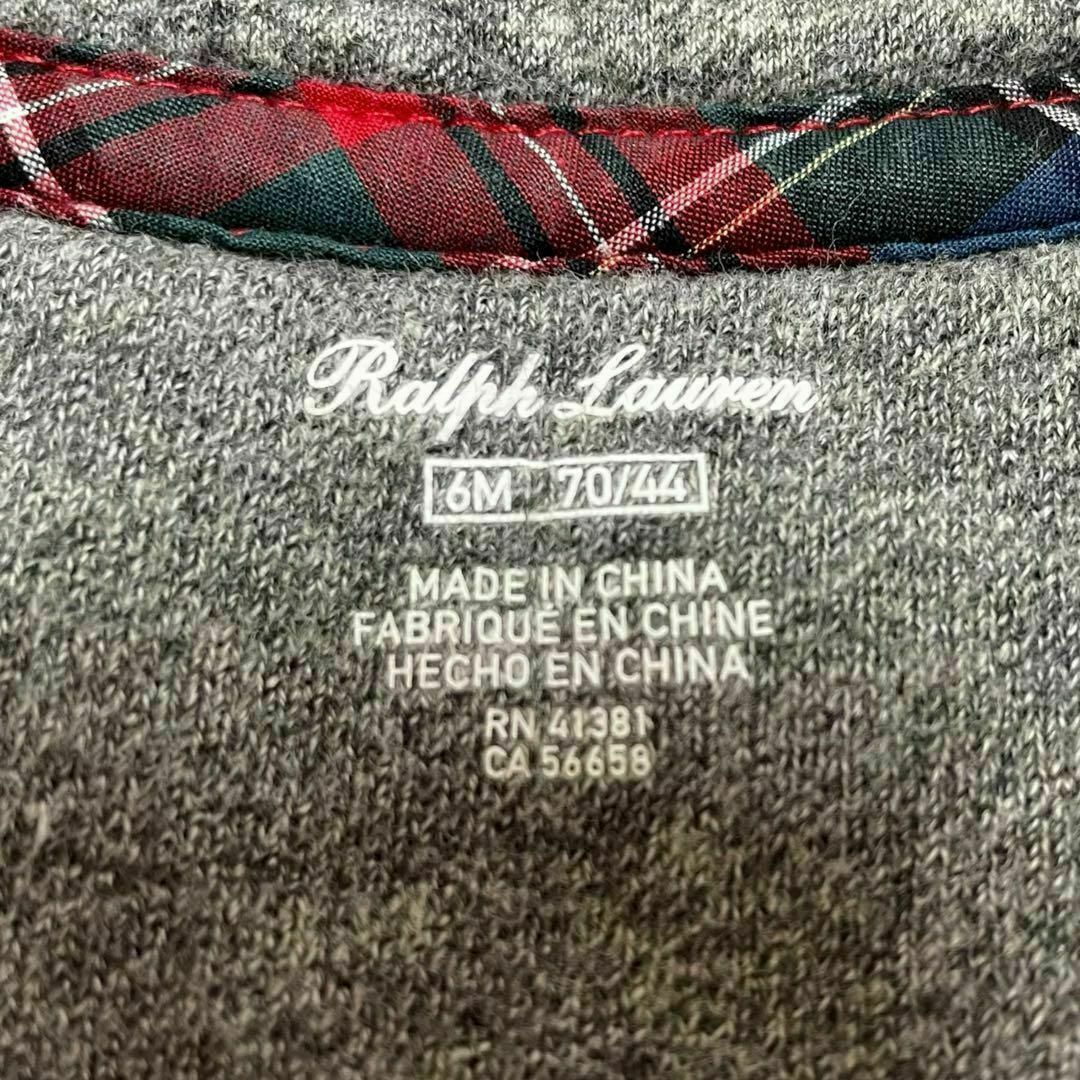 Ralph Lauren
6M 70/44
MADE IN CHINA
FABRIQUÉ EN CHINE
HECHO EN CHINA
RN 41381
CA 56658